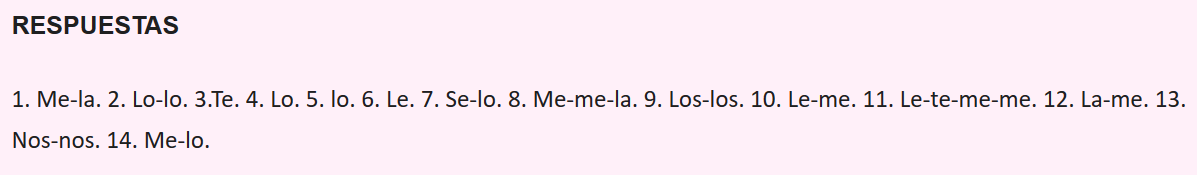 RESPUESTAS
1. Me-la. 2. Lo-lo. 3.Te. 4. Lo. 5. lo. 6. Le. 7. Se-lo. 8. Me-me-la. 9. Los-los. 10. Le-me. 11. Le-te-me-me. 12. La-me. 13.
Nos-nos. 14. Me-lo.